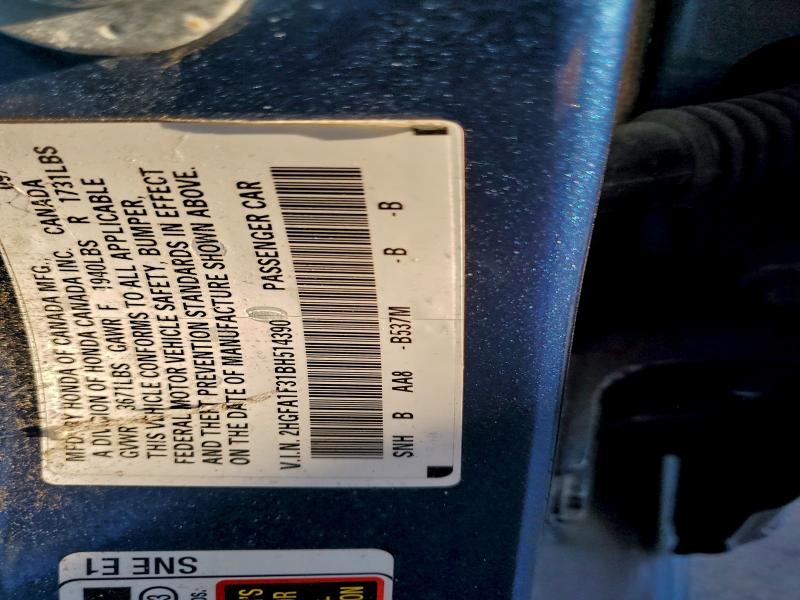 MFD. BY HONDA OF CANADA MFG., CANADA
A DIVISION OF HONDA CANADA INC.
GVWR 3671LBS GAWR F 1940LBS R 1731LBS
THIS VEHICLE CONFORMS TO ALL APPLICABLE
FEDERAL MOTOR VEHICLE SAFETY, BUMPER,
AND THEFT PREVENTION STANDARDS IN EFFECT
ON THE DATE OF MANUFACTURE SHOWN ABOVE.
V.I.N. 2HGFA1F31BH514390 PASSENGER CAR
SNH B AA8 -B537M -B -B
SNE E1